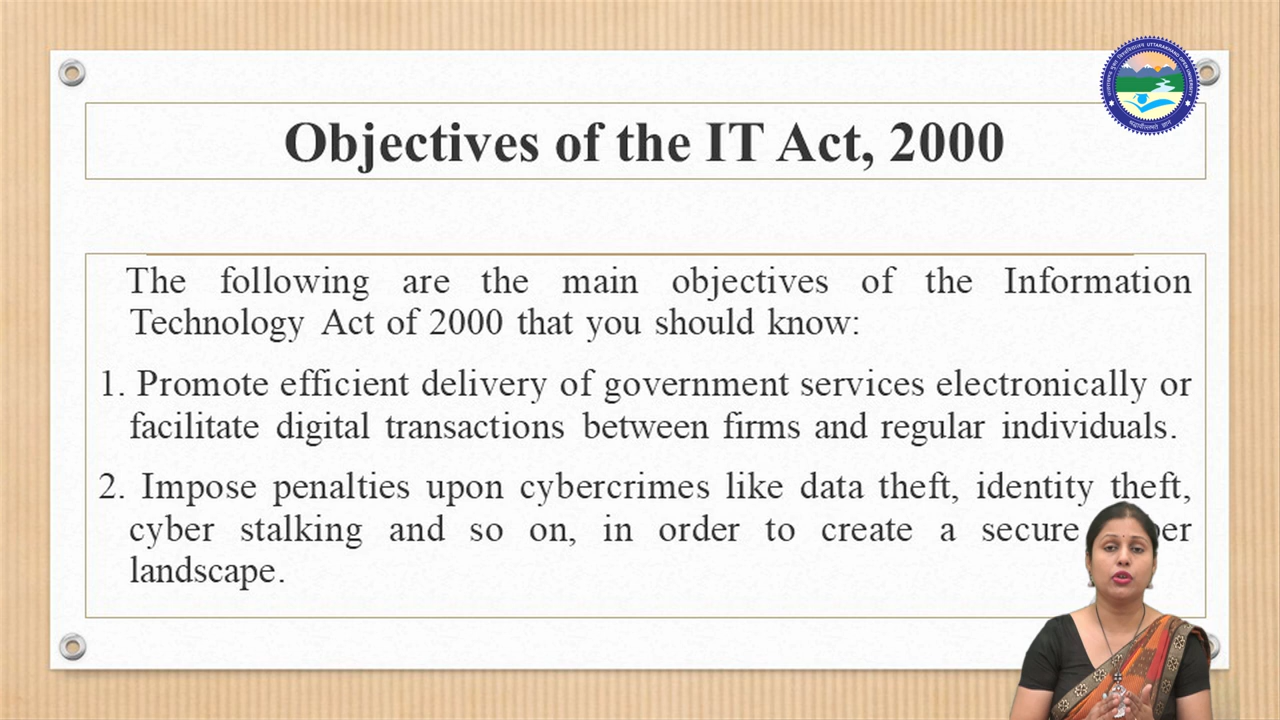 Objectives of the IT Act, 2000
The following are the main objectives of the Information
Technology Act of 2000 that you should know:
1. Promote efficient delivery of government services electronically or
facilitate digital transactions between firms and regular individuals.
2. Impose penalties upon cybercrimes like data theft, identity theft,
cyber stalking and so on, in order to create a secure
landscape.